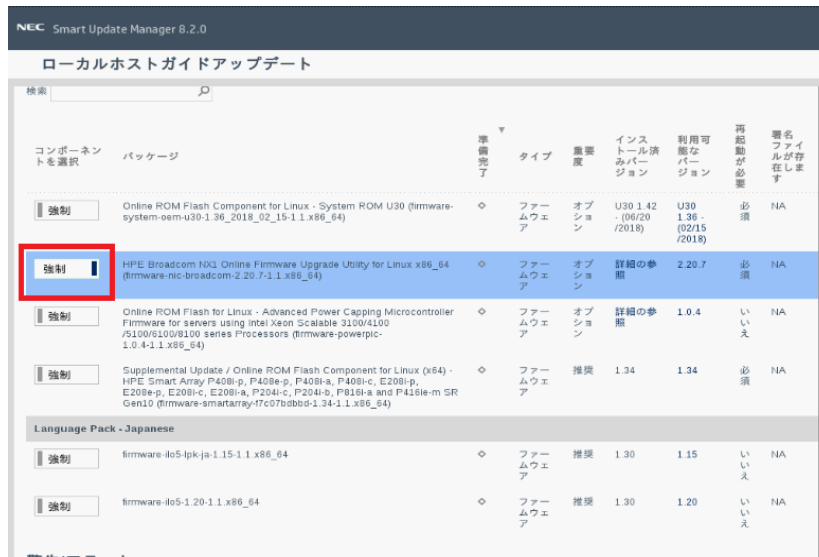 NEC Smart Update Manager 8.2.0
ローカルホストガイドアップデート
検索
コンポーネン
トを選択
パッケージ
準
備
完
了
タイプ
重要
度
インス
トール済
みバー
ジョン
利用可
能な
バー
ジョン
再
起
動
が
必
要
署名
ファイ
ルが存
在しま
す
強制
Online ROM Flash Component for Linux - System ROM U30 (firmware-
system-oem-u30-1.36_2018_02_15-1.1.x86_64)
ファー
ムウェ
ア
オプ
ショ
ン
U30 1.42
- (06/20
/2018)
U30
1.36 -
(02/15
/2018)
必
須
NA
強制
HPE Broadcom NX1 Online Firmware Upgrade Utility for Linux x86_64
(firmware-nic-broadcom-2.20.7-1.1.x86_64)
ファー
ムウェ
ア
オプ
ショ
ン
詳細の参
照
2.20.7
必
須
NA
強制
Online ROM Flash for Linux - Advanced Power Capping Microcontroller
Firmware for servers using Intel Xeon Scalable 3100/4100
/5100/6100/8100 series Processors (firmware-powerpic-
1.0.4-1.1.x86_64)
ファー
ムウェ
ア
オプ
ショ
ン
詳細の参
照
1.0.4
い
い
え
NA
強制
Supplemental Update / Online ROM Flash Component for Linux (x64) -
HPE Smart Array P408i-p, P408e-p, P408i-a, P408i-c, E208i-p,
E208e-p, E208i-c, E208i-a, P204i-c, P204i-b, P816i-a and P416ie-m SR
Gen10 (firmware-smartarray-f7c07bdbbd-1.34-1.1.x86_64)
ファー
ムウェ
ア
推奨
1.34
1.34
必
須
NA
Language Pack - Japanese
強制
firmware-ilo5-lpk-ja-1.15-1.1.x86_64
ファー
ムウェ
ア
推奨
1.30
1.15
い
い
え
NA
強制
firmware-ilo5-1.20-1.1.x86_64
ファー
ムウェ
ア
推奨
1.30
1.20
い
い
え
NA